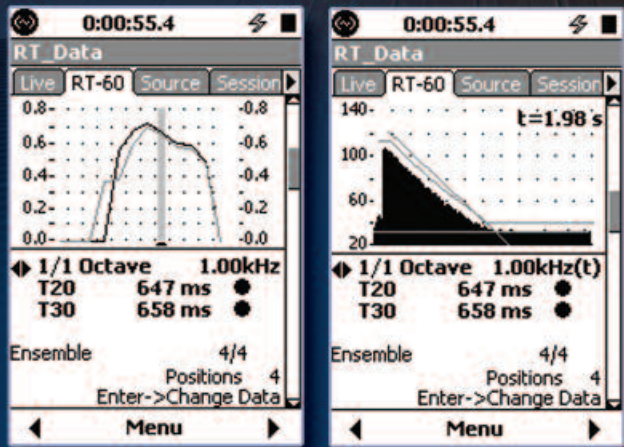 0:00:55.4
RT_Data
Live RT-60 Source Session
0.8- -0.8
0.6- -0.6
0.4- -0.4
0.2- -0.2
0.0- -0.0
1/1 Octave 1.00kHz
T20 647 ms
T30 658 ms
Ensemble 4/4
Positions 4
Enter->Change Data
Menu
0:00:55.4
RT_Data
Live RT-60 Source Session
140-
t=1.98 s
100-
60-
20
1/1 Octave 1.00kHz(t)
T20 647 ms
T30 658 ms
Ensemble 4/4
Positions 4
Enter->Change Data
Menu